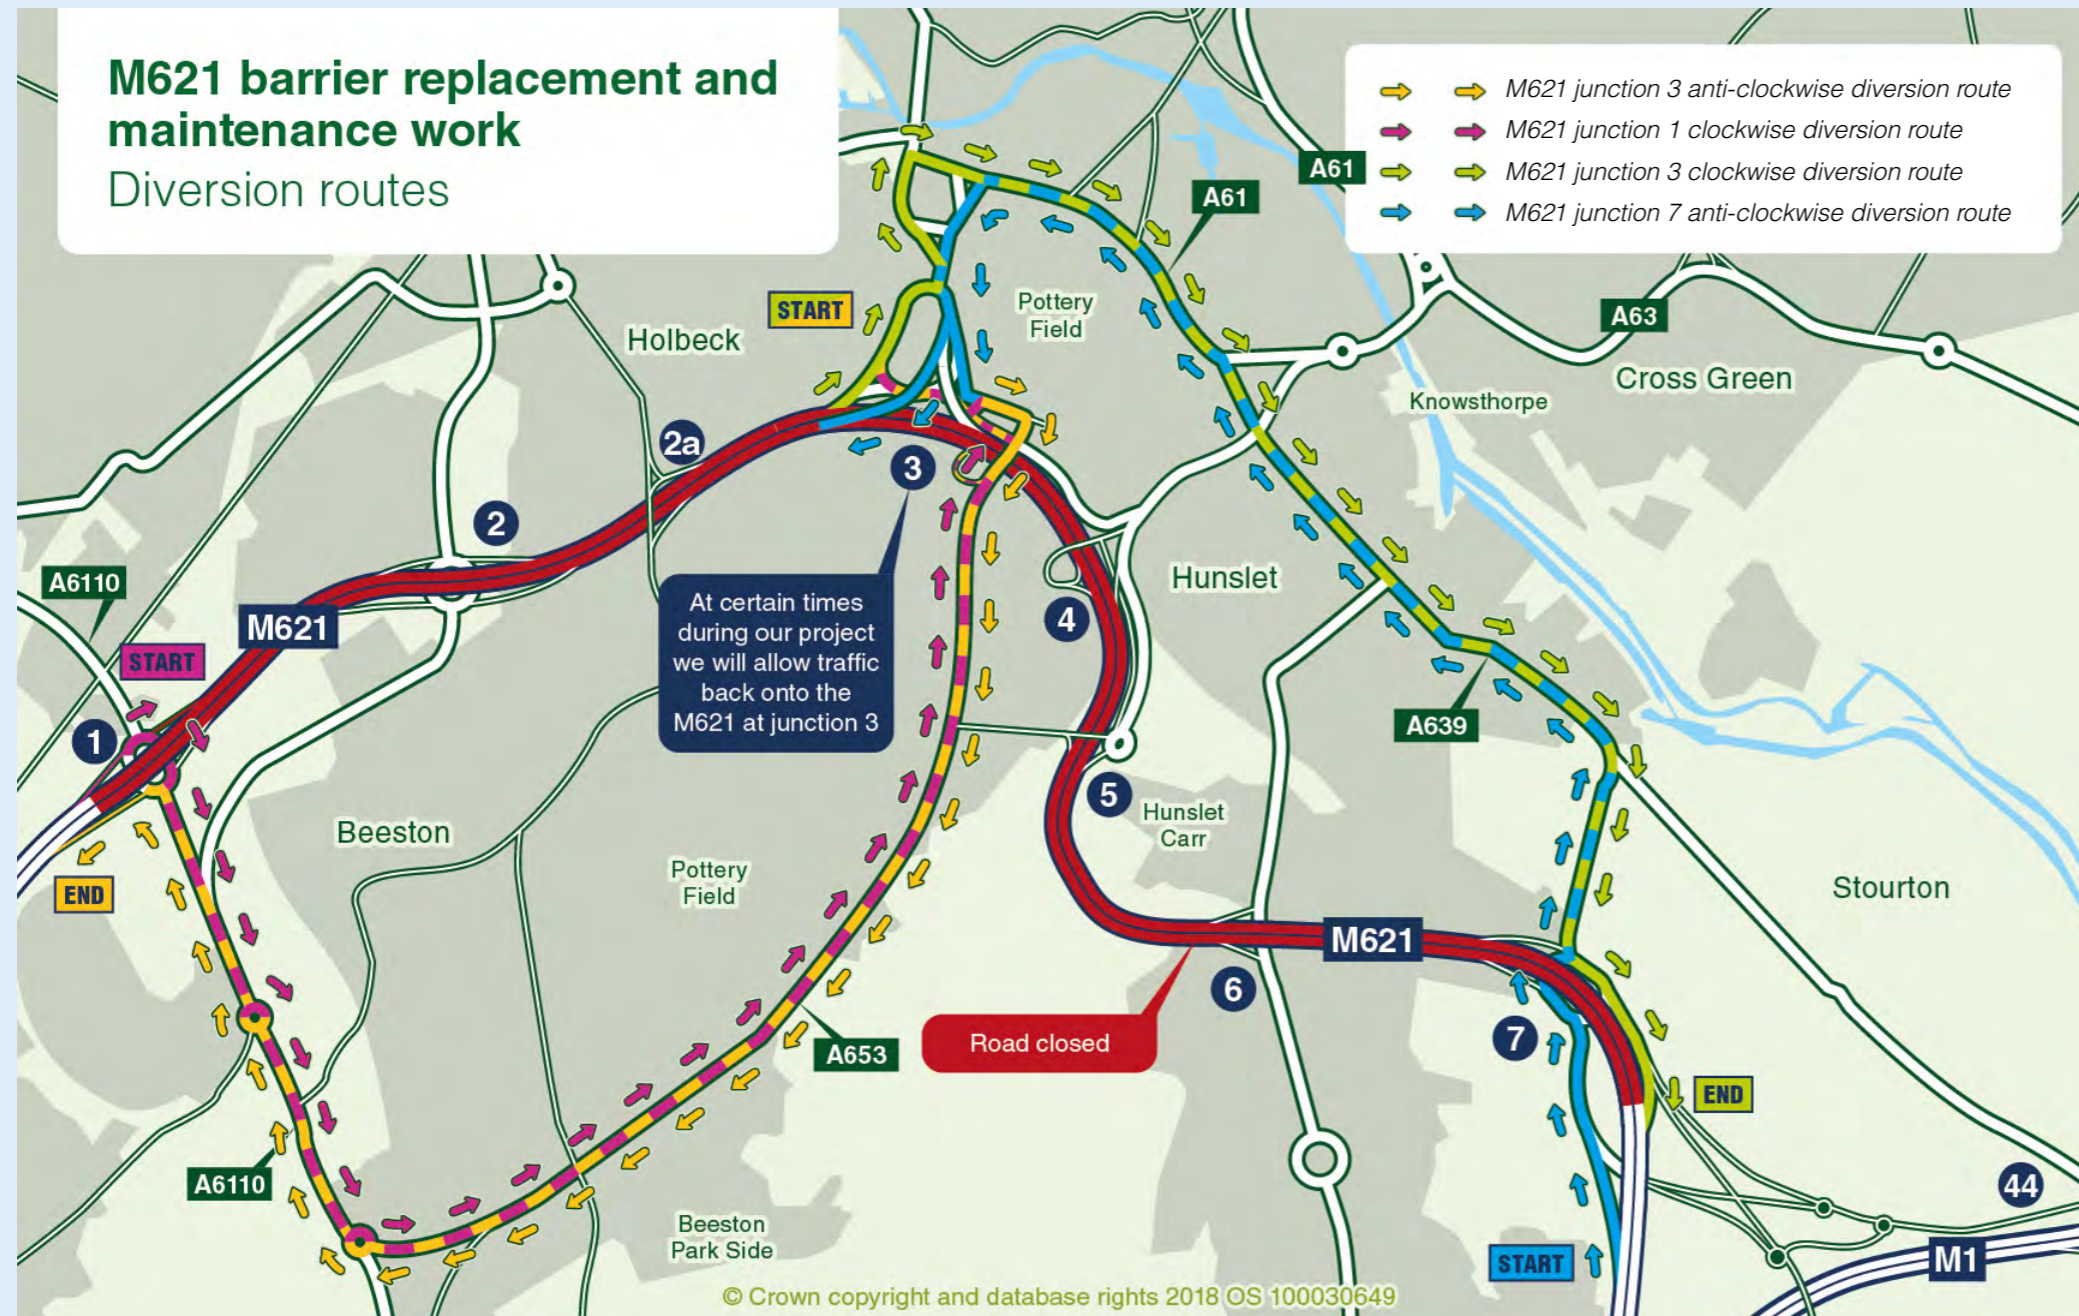 M621 barrier replacement and
maintenance work
Diversion routes
M621 junction 3 anti-clockwise diversion route
M621 junction 1 clockwise diversion route
M621 junction 3 clockwise diversion route
M621 junction 7 anti-clockwise diversion route
A61
A61
START
Pottery
Field
Holbeck
A63
Cross Green
Knowsthorpe
2a
3
2
A6110
M621
START
1
At certain times
during our project
we will allow traffic
back onto the
M621 at junction 3
4
Hunslet
A639
5
Hunslet
Carr
Beeston
END
Pottery
Field
Stourton
M621
6
7
Road closed
A653
END
A6110
44
Beeston
Park Side
START
M1
© Crown copyright and database rights 2018 OS 100030649